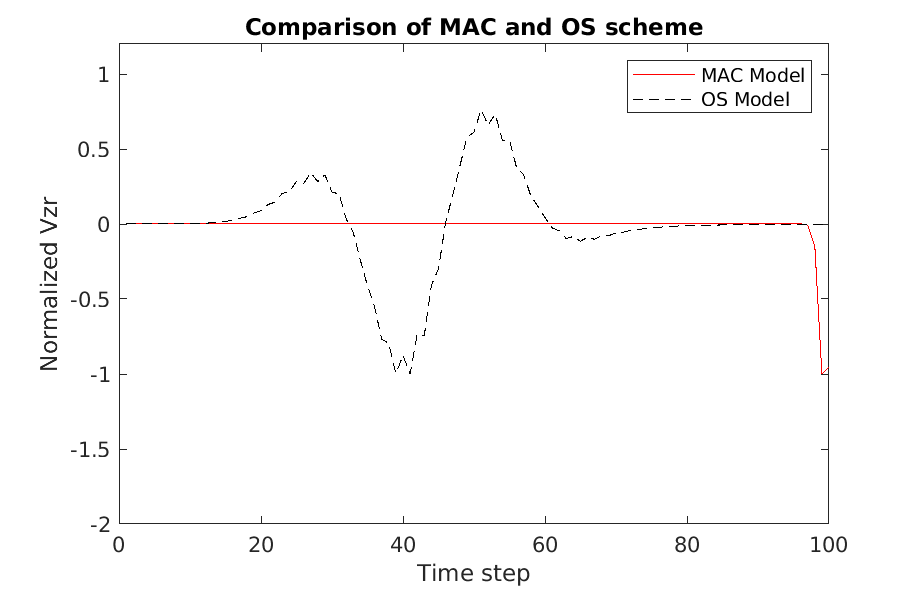 Comparison of MAC and OS scheme
MAC Model
OS Model
1
0.5
0
-0.5
-1
-1.5
-2
Normalized Vzr
0 20 40 60 80 100
Time step